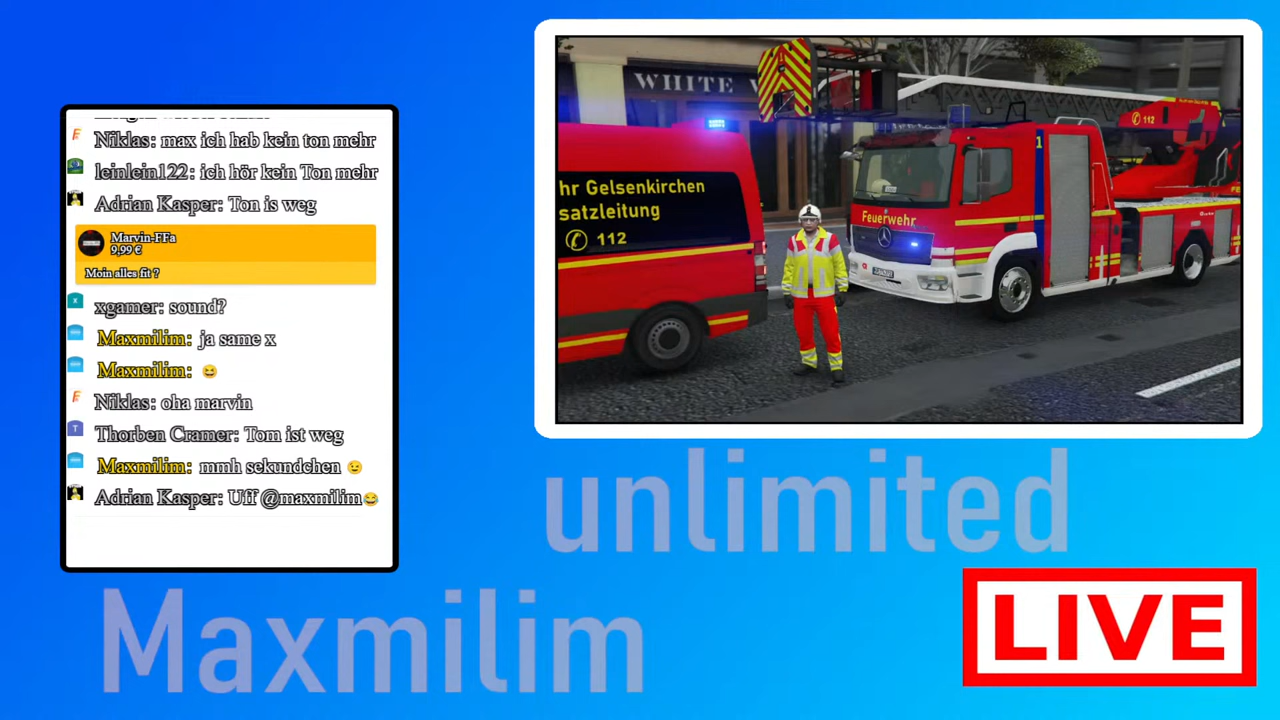 Niklas: max ich hab kein ton mehr
leinlein122: ich hör kein Ton mehr
Adrian Kasper: Ton is weg
Marvin-FFa
9,99 €
Moin alles fit ?
xgamer: sound?
Maxmilim: ja same x
Maxmilim: 😆
Niklas: oha marvin
Thorben Cramer: Tom ist weg
Maxmilim: mmh sekundchen 😉
Adrian Kasper: Uff @maxmilim😂
WHITE
hr Gelsenkirchen
satzleitung
112
Feuerwehr
1
112
unlimited
Maxmilim
LIVE